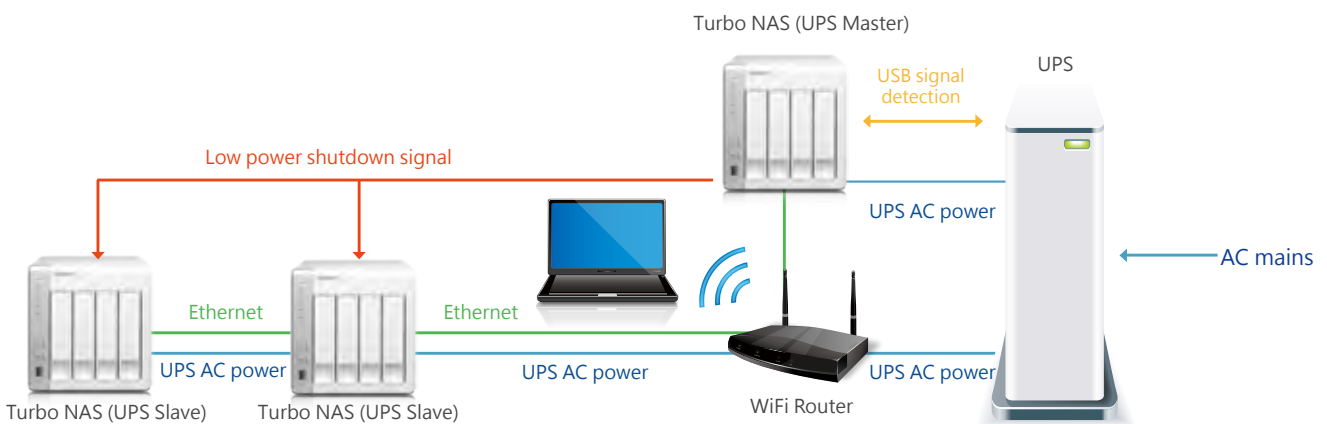 Turbo NAS (UPS Master)
UPS
USB signal
detection
Low power shutdown signal
UPS AC power
AC mains
Ethernet
Ethernet
UPS AC power
UPS AC power
UPS AC power
Turbo NAS (UPS Slave)
Turbo NAS (UPS Slave)
WiFi Router